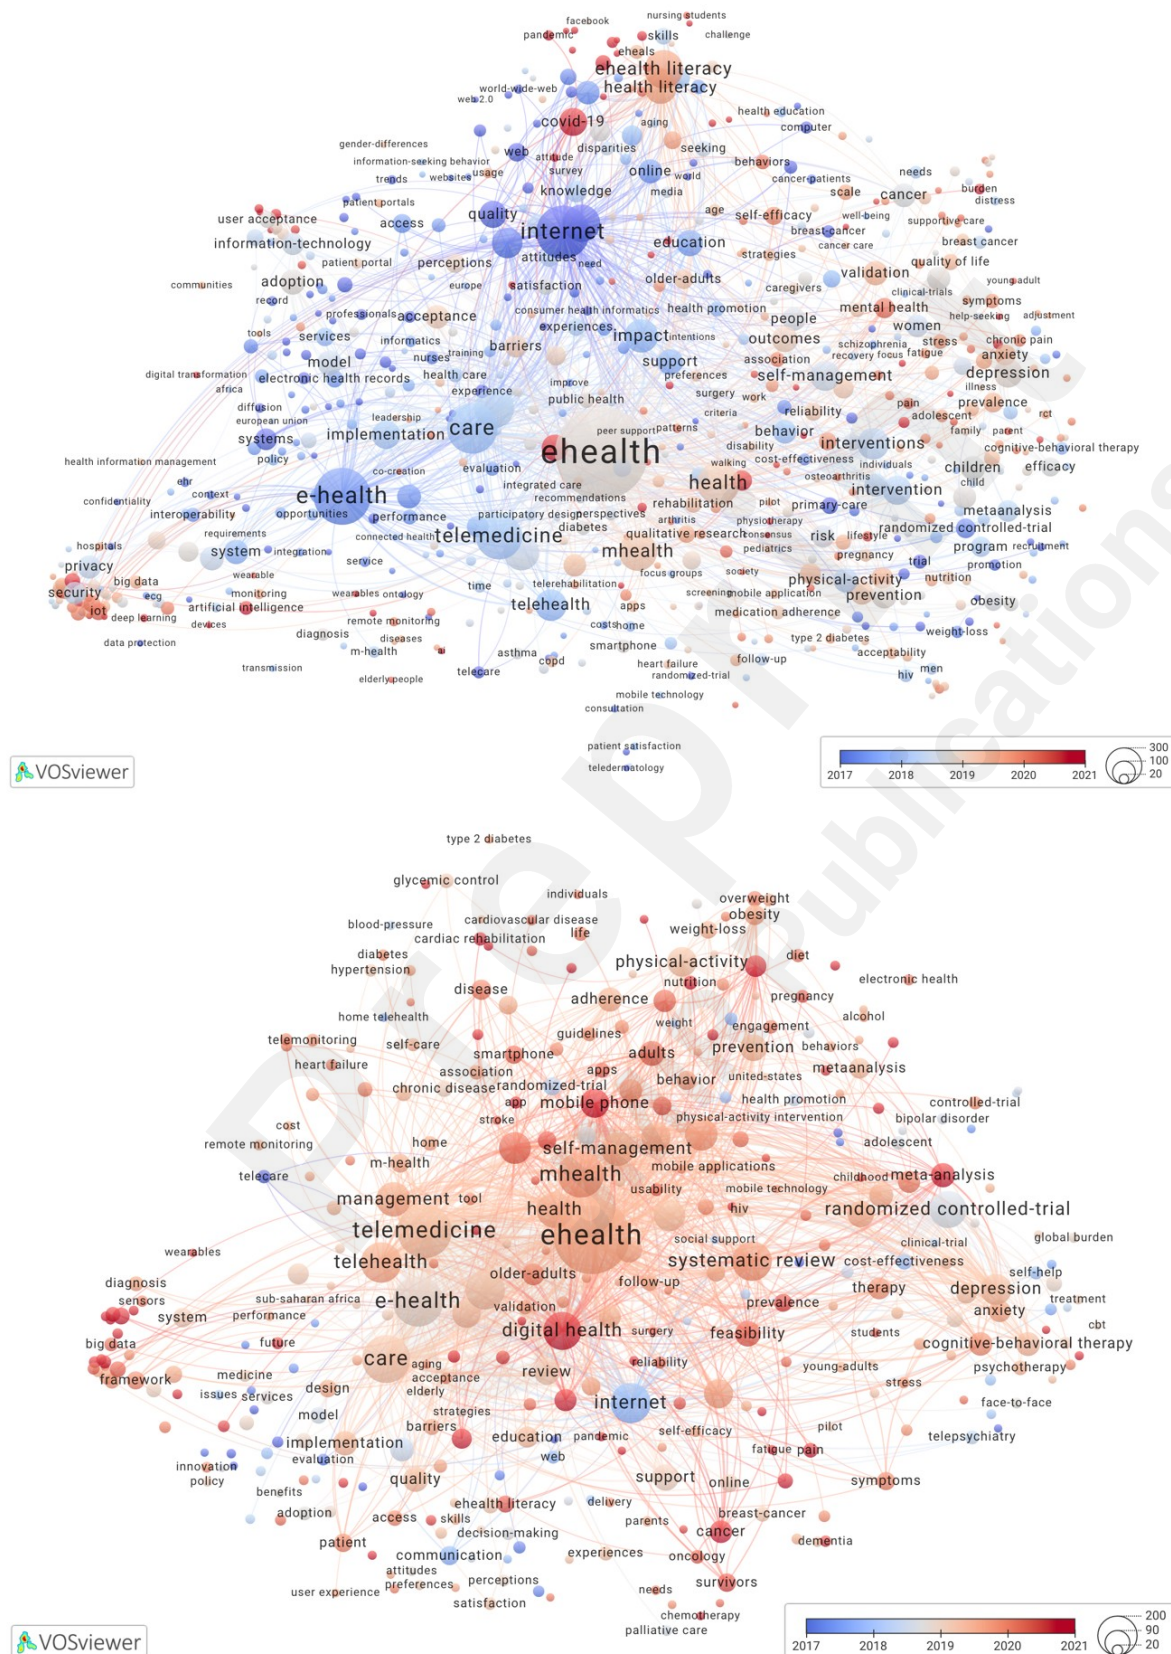 nursing students
facebook
pandemic
skills
challenge
eheals
ehealth literacy
health literacy
world-wide-web
web 2.0
health education
covid-19
aging
computer
gender-differences
web
attitude
disparities
seeking
information-seeking behavior
usage
survey
online
world
behaviors
needs
trends
websites
knowledge
media
cancer-patients
scale
cancer
burden
distress
patient portals
user acceptance
access
quality
age
self-efficacy
well-being
supportive care
information-technology
internet
education
breast-cancer
breast cancer
patient portal
perceptions
attitudes
need
strategies
cancer care
quality of life
communities
adoption
europe
satisfaction
older-adults
caregivers
validation
clinical-trials
young-adult
record
professionals
acceptance
consumer health informatics
health promotion
people
mental health
symptoms
help-seeking
adjustment
tools
services
informatics
experiences
impact
intentions
outcomes
women
schizophrenia
stress
chronic pain
model
nurses
training
barriers
support
association
recovery focus
fatigue
anxiety
digital transformation
electronic health records
health care
preferences
self-management
depression
africa
experience
improve
surgery
work
illness
diffusion
public health
pain
prevalence
european union
leadership
criteria
reliability
adolescent
rct
systems
implementation
care
peer support
patterns
behavior
family
parent
policy
ehealth
disability
interventions
cognitive-behavioral therapy
health information management
co-creation
evaluation
walking
cost-effectiveness
individuals
children
efficacy
ehr
integrated care
health
osteoarthritis
child
confidentiality
context
e-health
recommendations
rehabilitation
pilot
intervention
interoperability
opportunities
performance
participatory design
perspectives
primary-care
metaanalysis
requirements
connected health
telemedicine
diabetes
arthritis
physiotherapy
randomized controlled-trial
hospitals
system
integration
qualitative research
consensus
risk
lifestyle
program
recruitment
privacy
service
mhealth
pediatrics
pregnancy
trial
promotion
big data
wearable
focus groups
society
physical-activity
nutrition
security
ecg
monitoring
time
telerehabilitation
screening
mobile application
prevention
obesity
iot
deep learning
artificial intelligence
wearables
ontology
telehealth
apps
medication adherence
devices
remote monitoring
costs
home
weight-loss
data protection
diagnosis
diseases
smartphone
type 2 diabetes
m-health
ai
asthma
copd
follow-up
acceptability
transmission
heart failure
elderly people
telecare
randomized-trial
hiv
men
mobile technology
consultation
patient satisfaction
teledermatology
VOSviewer
2017
2018
2019
2020
2021
300
100
20
type 2 diabetes
glycemic control
individuals
overweight
obesity
blood-pressure
cardiovascular disease
cardiac rehabilitation
life
weight-loss
diabetes
hypertension
physical-activity
diet
electronic health
disease
adherence
nutrition
pregnancy
home telehealth
weight
engagement
alcohol
telemonitoring
self-care
guidelines
prevention
behaviors
heart failure
smartphone
adults
association
apps
behavior
united-states
metaanalysis
chronic disease
randomized-trial
app
mobile phone
health promotion
controlled-trial
cost
stroke
physical-activity intervention
bipolar disorder
remote monitoring
home
self-management
adolescent
telecare
m-health
mhealth
mobile applications
childhood
meta-analysis
management
tool
usability
mobile technology
telemedicine
health
hiv
randomized controlled-trial
wearables
ehealth
social support
clinical-trial
global burden
telehealth
systematic review
cost-effectiveness
diagnosis
older-adults
follow-up
self-help
sensors
sub-saharan africa
e-health
therapy
depression
treatment
system
performance
validation
prevalence
anxiety
big data
future
digital health
surgery
feasibility
students
cbt
cognitive-behavioral therapy
framework
medicine
care
aging
review
reliability
young-adults
psychotherapy
issues
services
design
acceptance
elderly
internet
stress
face-to-face
model
strategies
barriers
self-efficacy
pilot
telepsychiatry
implementation
education
pandemic
evaluation
web
fatigue
pain
innovation
policy
quality
support
online
symptoms
benefits
adoption
access
ehealth literacy
skills
delivery
parents
breast-cancer
patient
decision-making
cancer
dementia
communication
experiences
oncology
attitudes
preferences
perceptions
survivors
user experience
satisfaction
needs
chemotherapy
palliative care
VOSviewer
2017
2018
2019
2020
2021
200
90
20
Preprint
Publications